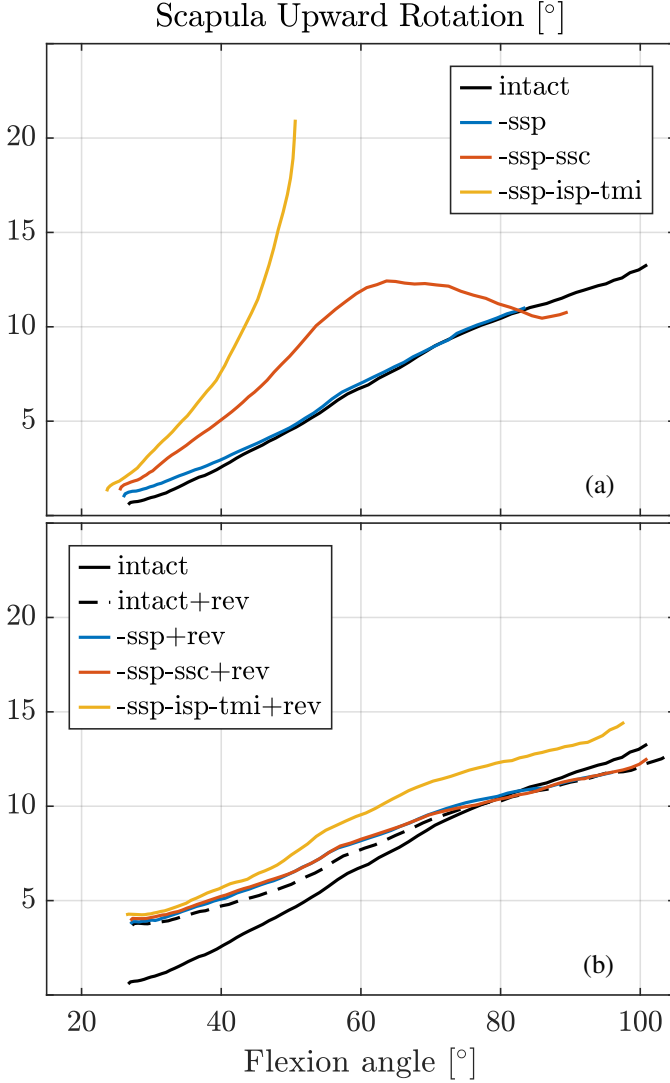 Scapula Upward Rotation [°]
intact
-ssp
-ssp-ssc
-ssp-isp-tmi
20
15
10
5
(a)
intact
intact+rev
-ssp+rev
-ssp-ssc+rev
-ssp-isp-tmi+rev
20
15
10
5
(b)
20 40 60 80 100
Flexion angle [°]